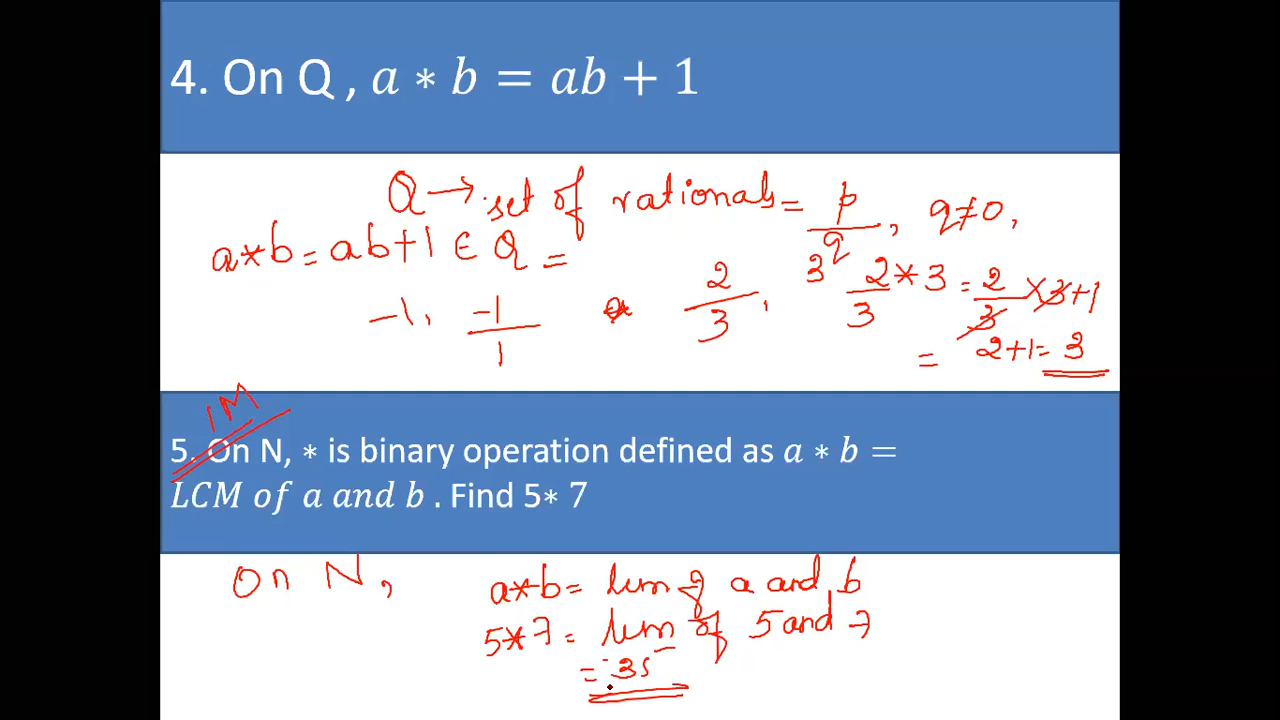 4. On Q , a ∗ b = ab + 1
Q → set of rationals = p/q , q≠0,
a*b = ab+1 ∈ Q =
-1, -1/1 2/3 , 3 2/3 * 3 = 2/3 × 3 + 1
= 2+1 = 3
1M
5. On N, ∗ is binary operation defined as a ∗ b =
LCM of a and b . Find 5∗ 7
On N, a*b = lcm of a and b
5*7 = lcm of 5 and 7
= 35